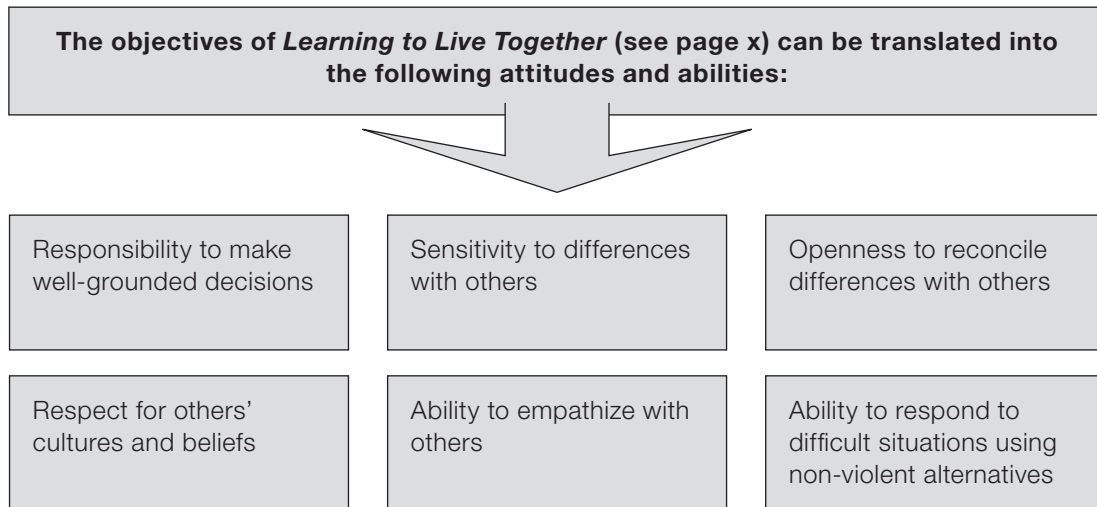 The objectives of Learning to Live Together (see page x) can be translated into
the following attitudes and abilities:
Responsibility to make
well-grounded decisions
Sensitivity to differences
with others
Openness to reconcile
differences with others
Respect for others’
cultures and beliefs
Ability to empathize with
others
Ability to respond to
difficult situations using
non-violent alternatives